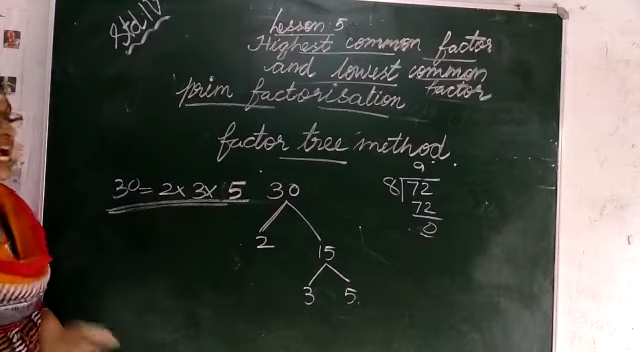 Std IV
Lesson 5
Highest common factor
and lowest common
factor
prim factorisation
factor tree method.
30 = 2 x 3 x 5
30
2
15
3 5
9
8 72
72
0